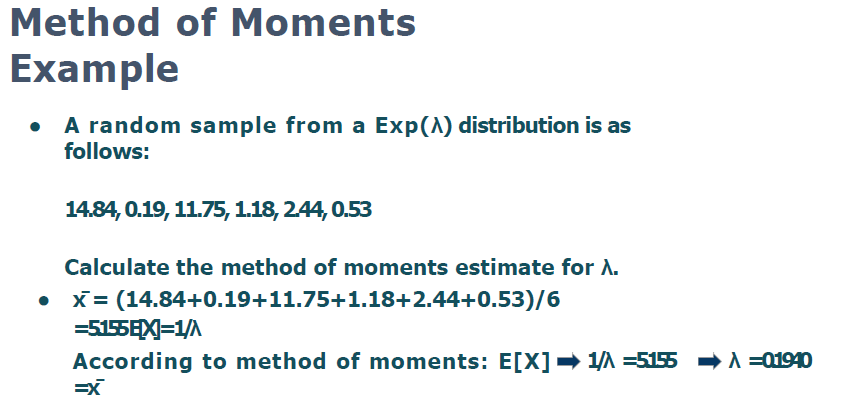 Method of Moments
Example
• A random sample from a Exp(λ) distribution is as
follows:
14.84, 0.19, 11.75, 1.18, 2.44, 0.53
Calculate the method of moments estimate for λ.
• x̄ = (14.84+0.19+11.75+1.18+2.44+0.53)/6
=5.155 E[X]=1/λ
According to method of moments: E[X] ➡ 1/λ =5.155 ➡ λ =0.1940
=x̄